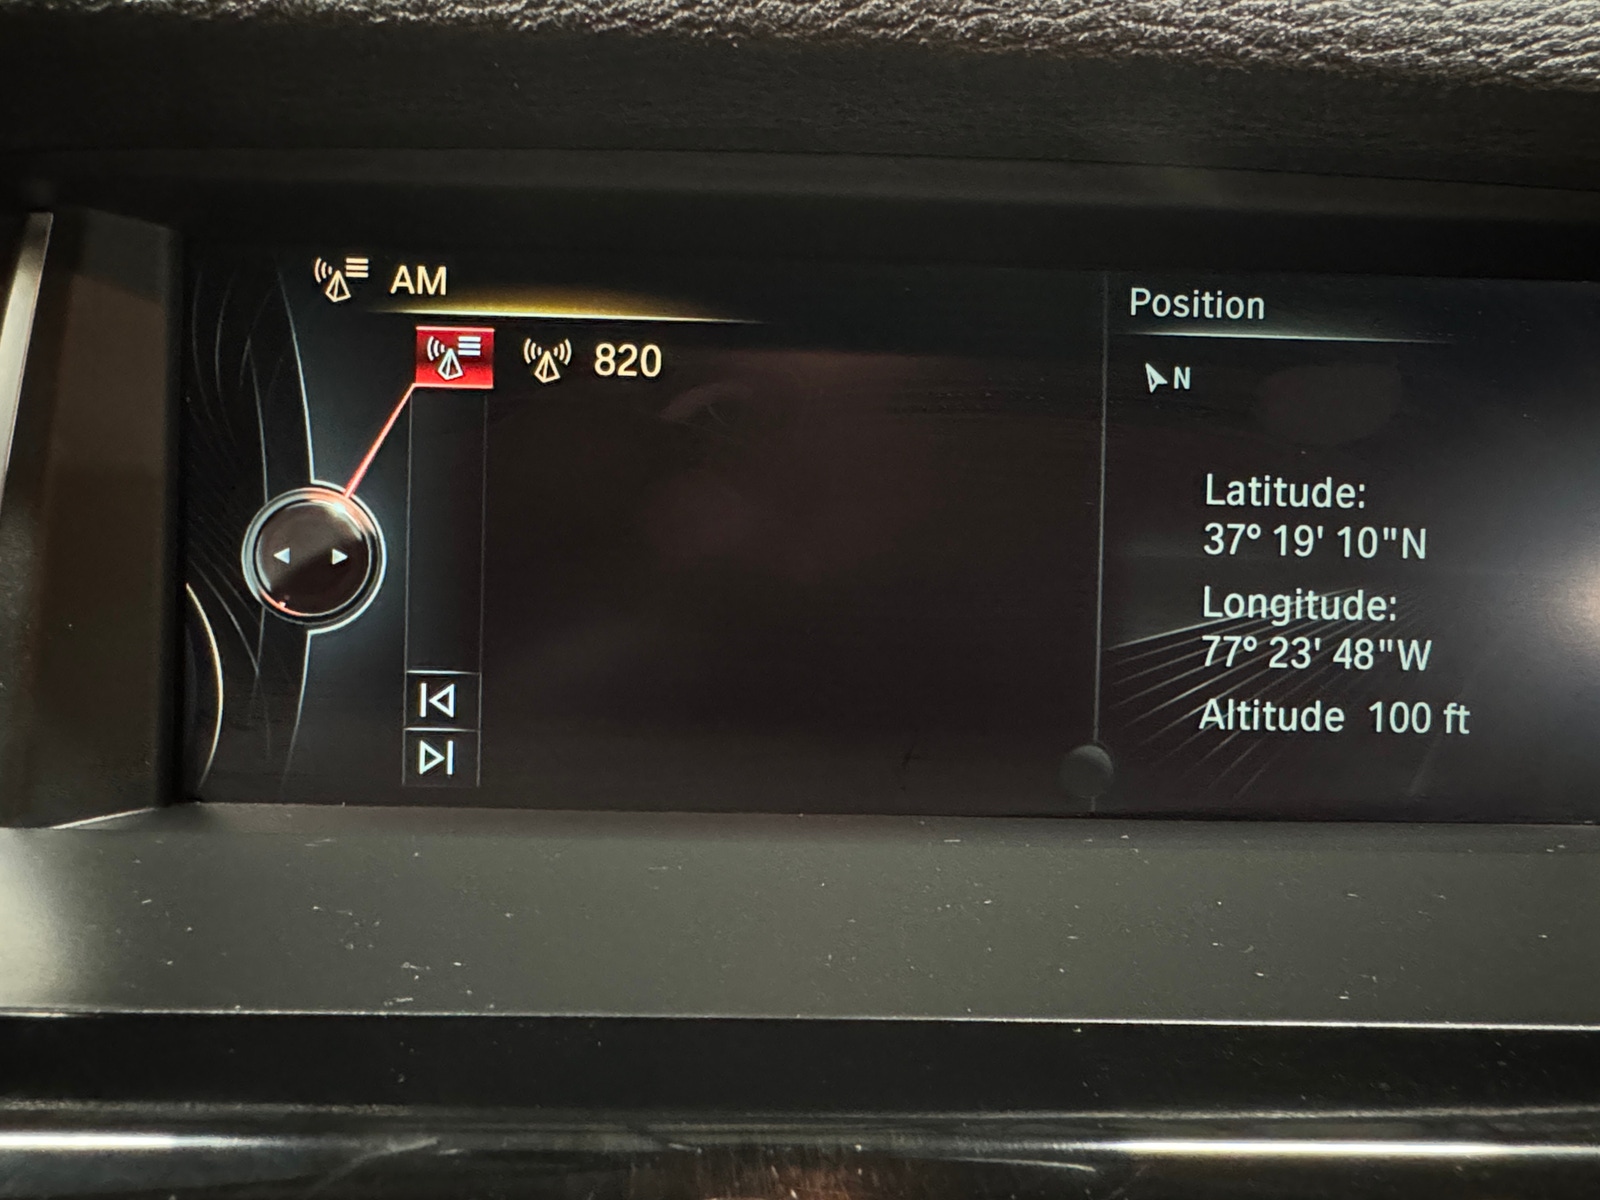 AM
820
Position
N
Latitude:
37° 19' 10"N
Longitude:
77° 23' 48"W
Altitude 100 ft